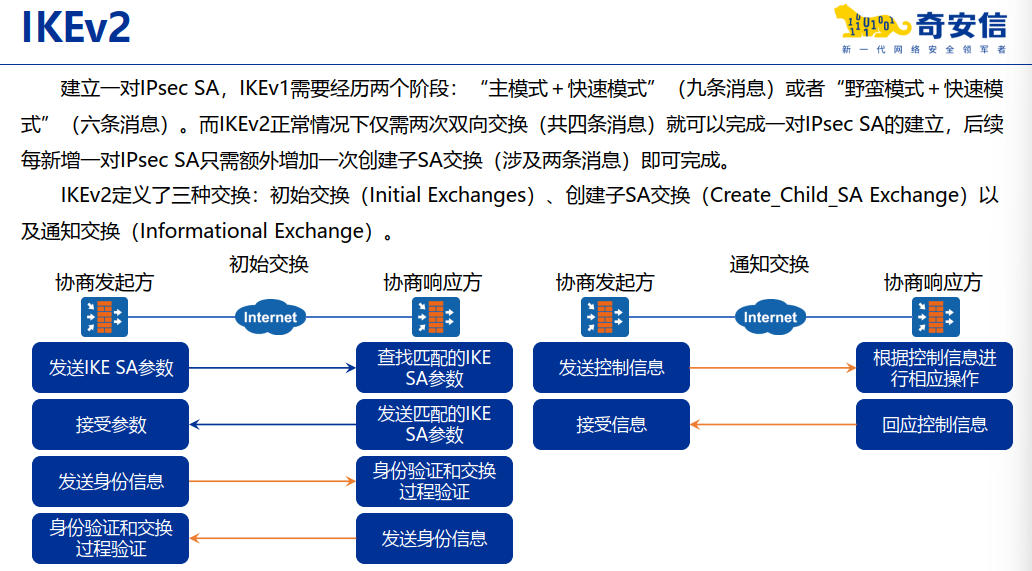 IKEv2
奇安信
新一代网络安全领军者
建立一对IPsec SA，IKEv1需要经历两个阶段：“主模式＋快速模式”（九条消息）或者“野蛮模式＋快速模
式”（六条消息）。而IKEv2正常情况下仅需两次双向交换（共四条消息）就可以完成一对IPsec SA的建立，后续
每新增一对IPsec SA只需额外增加一次创建子SA交换（涉及两条消息）即可完成。
IKEv2定义了三种交换：初始交换（Initial Exchanges）、创建子SA交换（Create_Child_SA Exchange）以
及通知交换（Informational Exchange）。
初始交换
协商发起方
协商响应方
Internet
发送IKE SA参数
查找匹配的IKE
SA参数
接受参数
发送匹配的IKE
SA参数
发送身份信息
身份验证和交换
过程验证
身份验证和交换
过程验证
发送身份信息
通知交换
协商发起方
协商响应方
Internet
发送控制信息
根据控制信息进
行相应操作
接受信息
回应控制信息